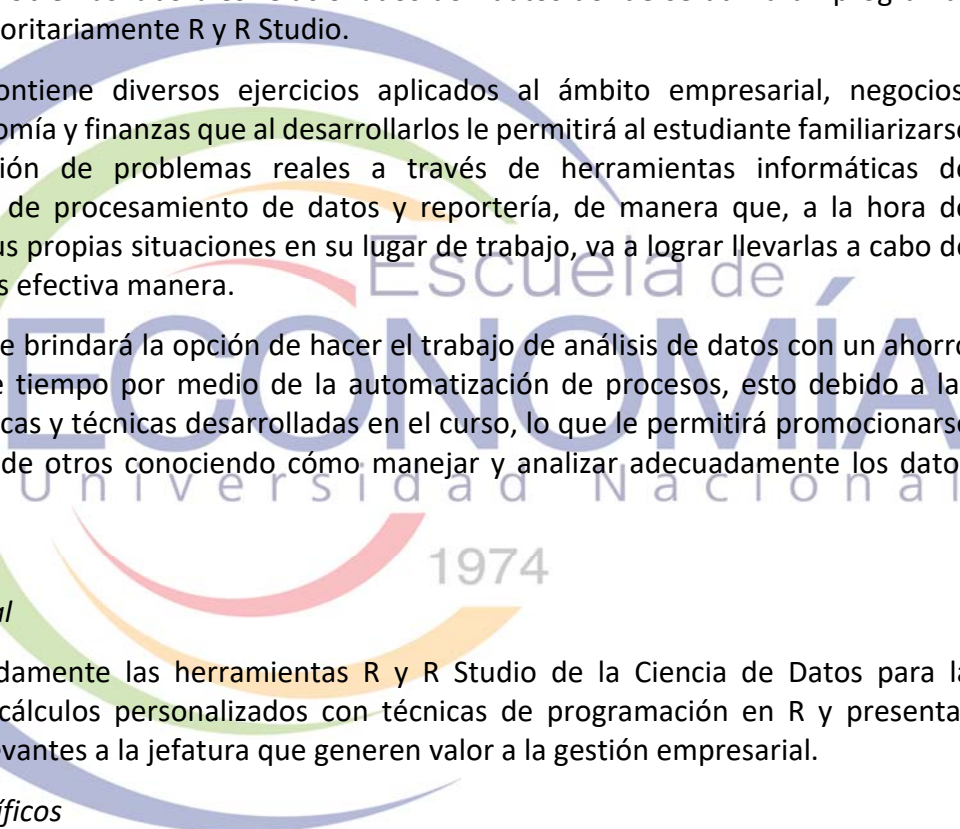 oritariamente R y R Studio.
ontiene diversos ejercicios aplicados al ámbito empresarial, negocios
omía y finanzas que al desarrollarlos le permitirá al estudiante familiarizarse
ión de problemas reales a través de herramientas informáticas de
de procesamiento de datos y reportería, de manera que, a la hora de
us propias situaciones en su lugar de trabajo, va a lograr llevarlas a cabo de
s efectiva manera.
Escuela de
e brindará la opción de hacer el trabajo de análisis de datos con un ahorro
ECONOMÍA
e tiempo por medio de la automatización de procesos, esto debido a la
cas y técnicas desarrolladas en el curso, lo que le permitirá promocionarse
de otros conociendo cómo manejar y analizar adecuadamente los dato
Universidad Nacional
1974
al
damente las herramientas R y R Studio de la Ciencia de Datos para la
cálculos personalizados con técnicas de programación en R y presenta
evantes a la jefatura que generen valor a la gestión empresarial.
íficos